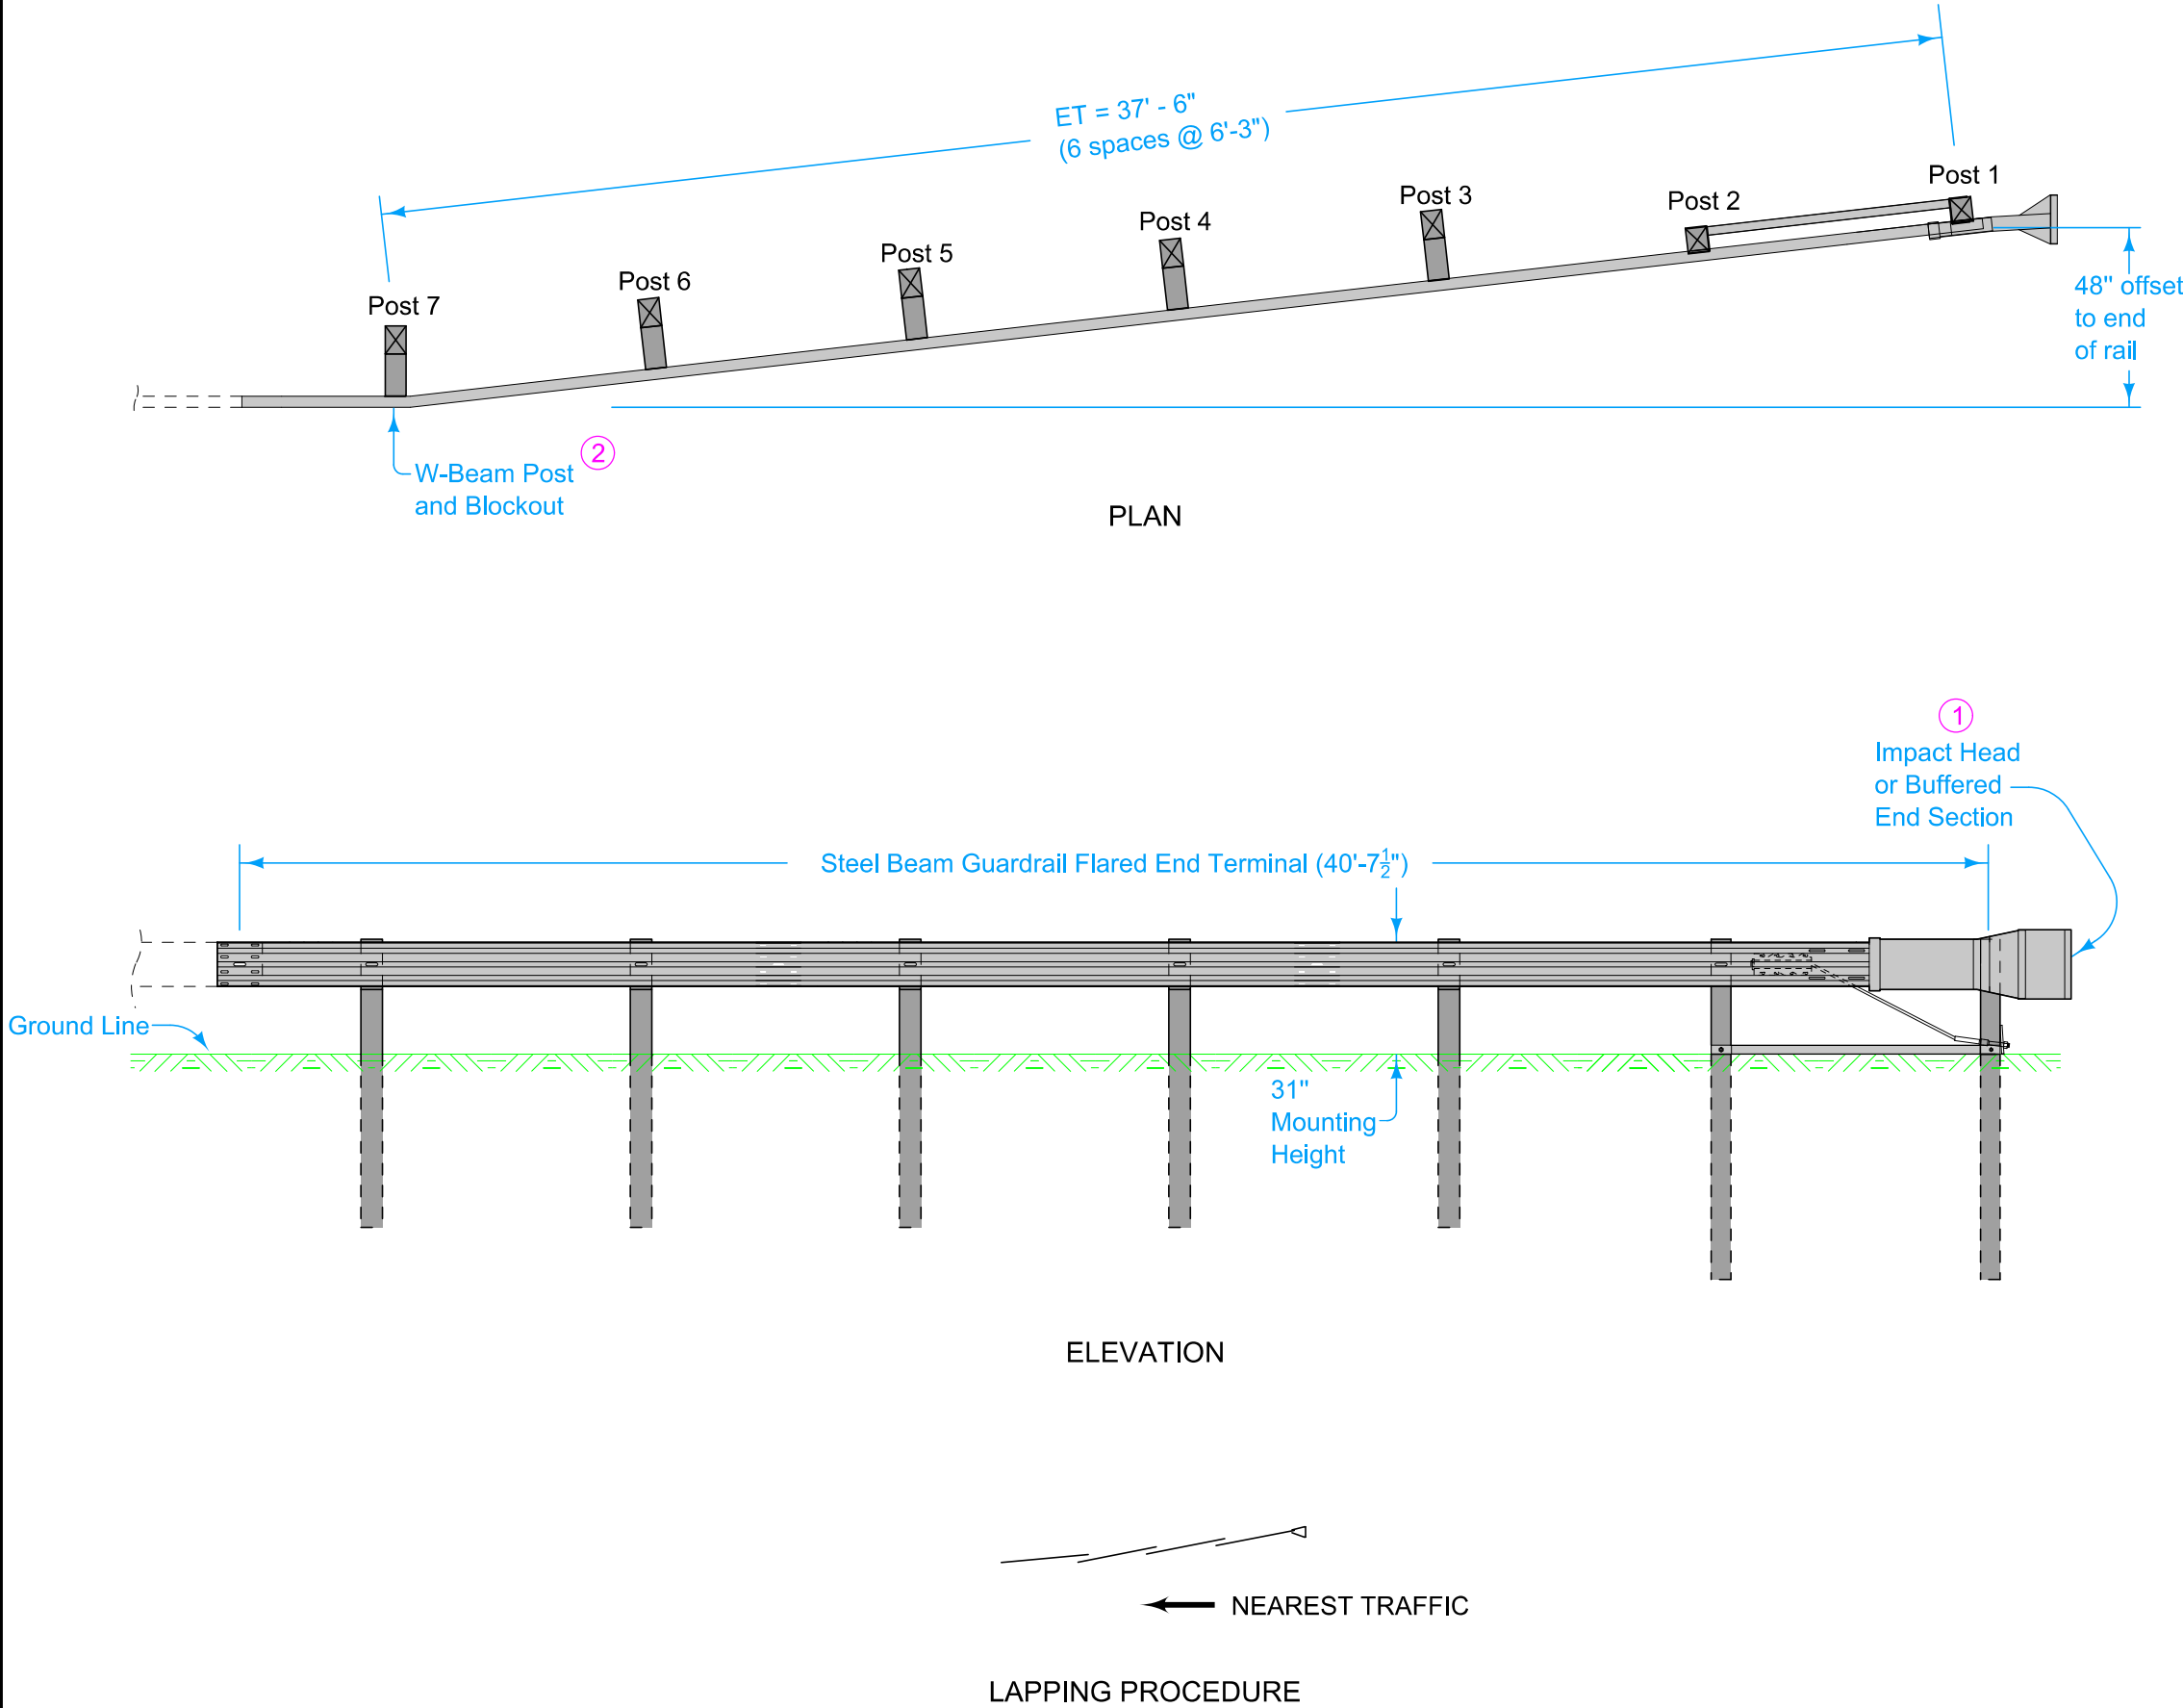 ET = 37' - 6"
(6 spaces @ 6'-3")
Post 1
Post 2
Post 3
Post 4
Post 5
Post 6
Post 7
48" offset
to end
of rail
W-Beam Post
and Blockout
2
PLAN
1
Impact Head
or Buffered
End Section
Steel Beam Guardrail Flared End Terminal (40'-7½")
Ground Line
31"
Mounting
Height
ELEVATION
NEAREST TRAFFIC
LAPPING PROCEDURE